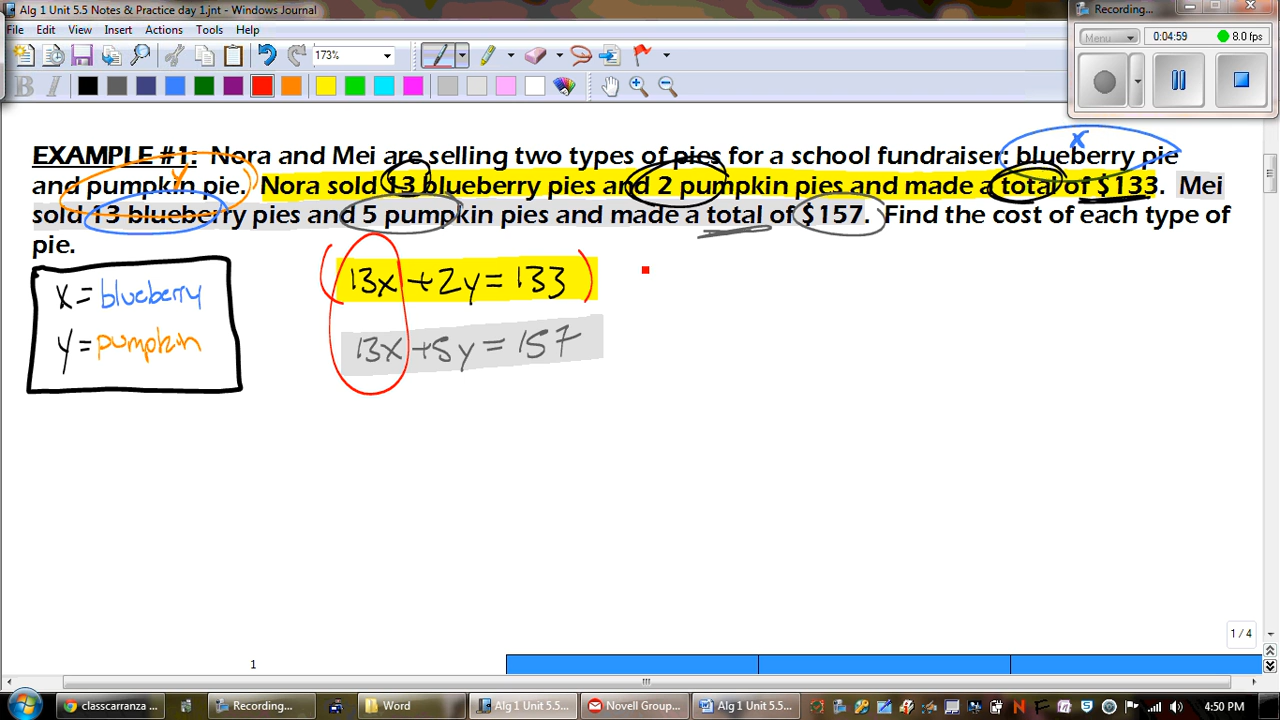 Alg 1 Unit 5.5 Notes & Practice day 1.jnt - Windows Journal
Recording...
File Edit View Insert Actions Tools Help
Menu 0:04:59 8.0 fps
173%
B I
x
EXAMPLE #1: Nora and Mei are selling two types of pies for a school fundraiser: blueberry pie
y
and pumpkin pie. Nora sold 13 blueberry pies and 2 pumpkin pies and made a total of $133. Mei
sold 13 blueberry pies and 5 pumpkin pies and made a total of $157. Find the cost of each type of
pie.
(13x + 2y = 133)
x = blueberry
13x + 5y = 157
y = pumpkin
1 / 4
1
classcarranza ... Recording... Word Alg 1 Unit 5.5... Novell Group... Alg 1 Unit 5.5... 4:50 PM